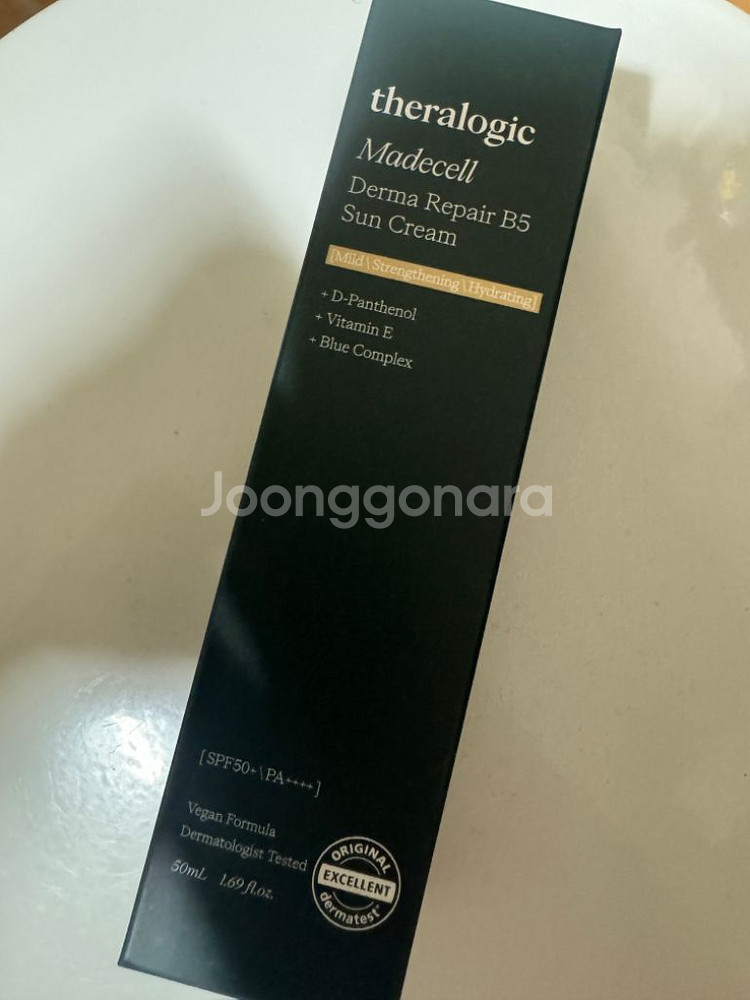 theralogic
Madecell
Derma Repair B5
Sun Cream
[Mild \ Strengthening \ Hydrating]
+ D-Panthenol
+ Vitamin E
+ Blue Complex
Joonggonara
[ SPF50+ \ PA++++ ]
Vegan Formula
Dermatologist Tested
50mL 1.69 fl.oz.
ORIGINAL
EXCELLENT
dermatest